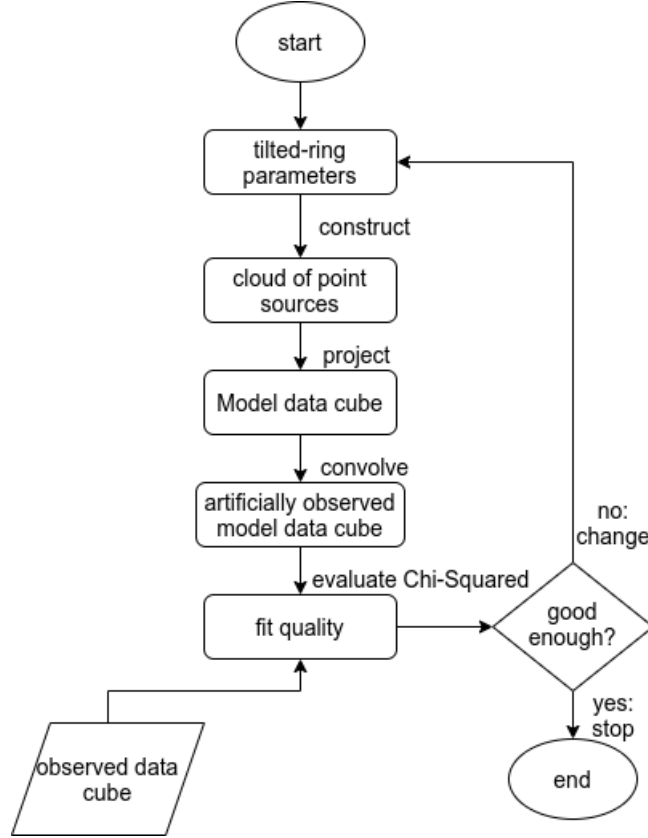 start
tilted-ring
parameters
construct
cloud of point
sources
project
Model data cube
convolve
artificially observed
model data cube
evaluate Chi-Squared
fit quality
good
enough?
no:
change
yes:
stop
observed data
cube
end